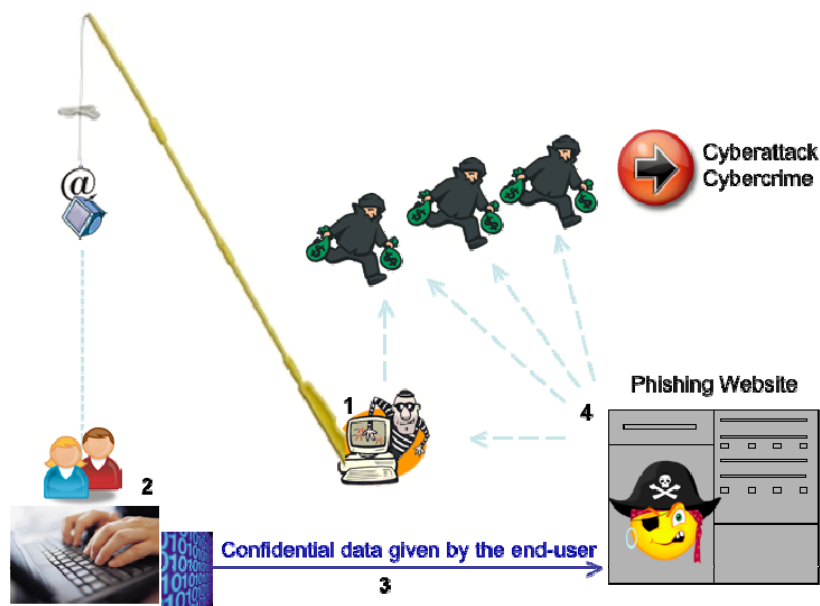 @
Cyberattack
Cybercrime
Phishing Website
1
4
2
Confidential data given by the end-user
3